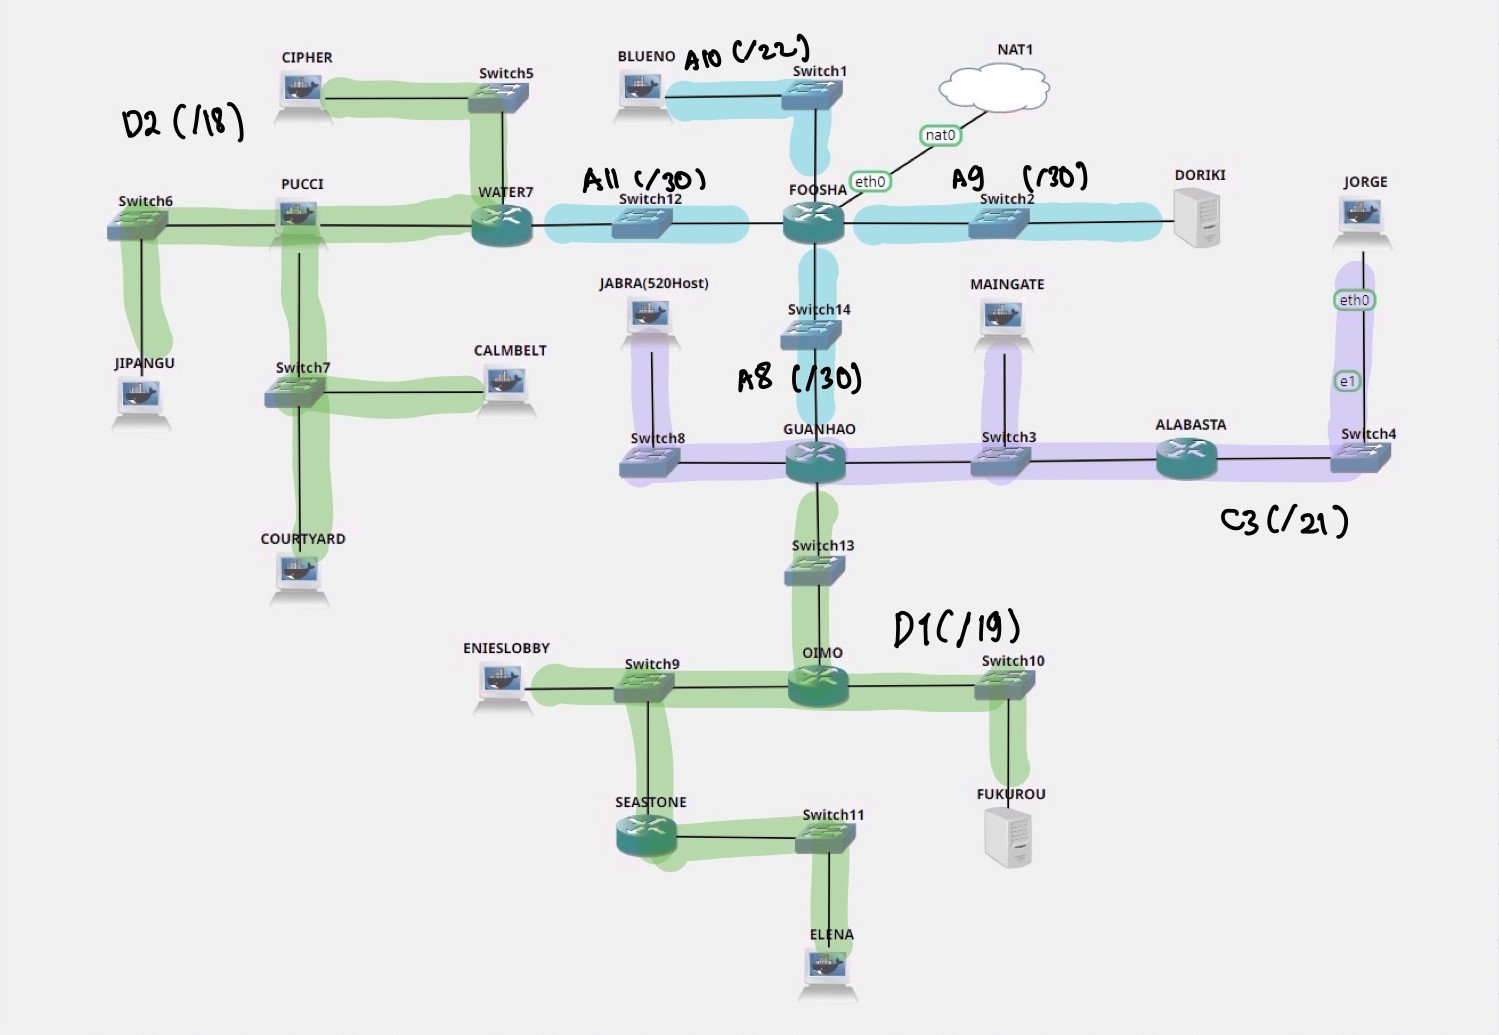 NAT1
CIPHER
BLUENO
A10 (/22)
Switch5
Switch1
D2 (/18)
nat0
PUCCI
A11 (/30)
eth0
A9 (/30)
DORIKI
JORGE
Switch6
WATER7
Switch12
FOOSHA
Switch2
JABRA(520Host)
MAINGATE
eth0
Switch14
JIPANGU
Switch7
CALMBELT
A8 (/30)
e1
GUANHAO
ALABASTA
Switch8
Switch3
Switch4
C3 (/21)
COURTYARD
Switch13
D1 (/19)
ENIESLOBBY
Switch9
OIMO
Switch10
SEASTONE
FUKUROU
Switch11
ELENA